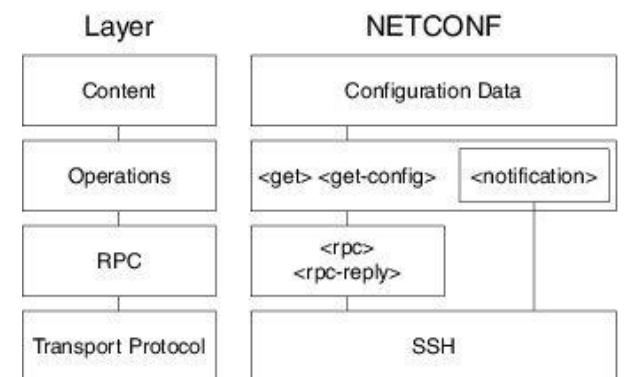 Layer NETCONF
Content Configuration Data
Operations <get> <get-config> <notification>
RPC <rpc>
<rpc-reply>
Transport Protocol SSH